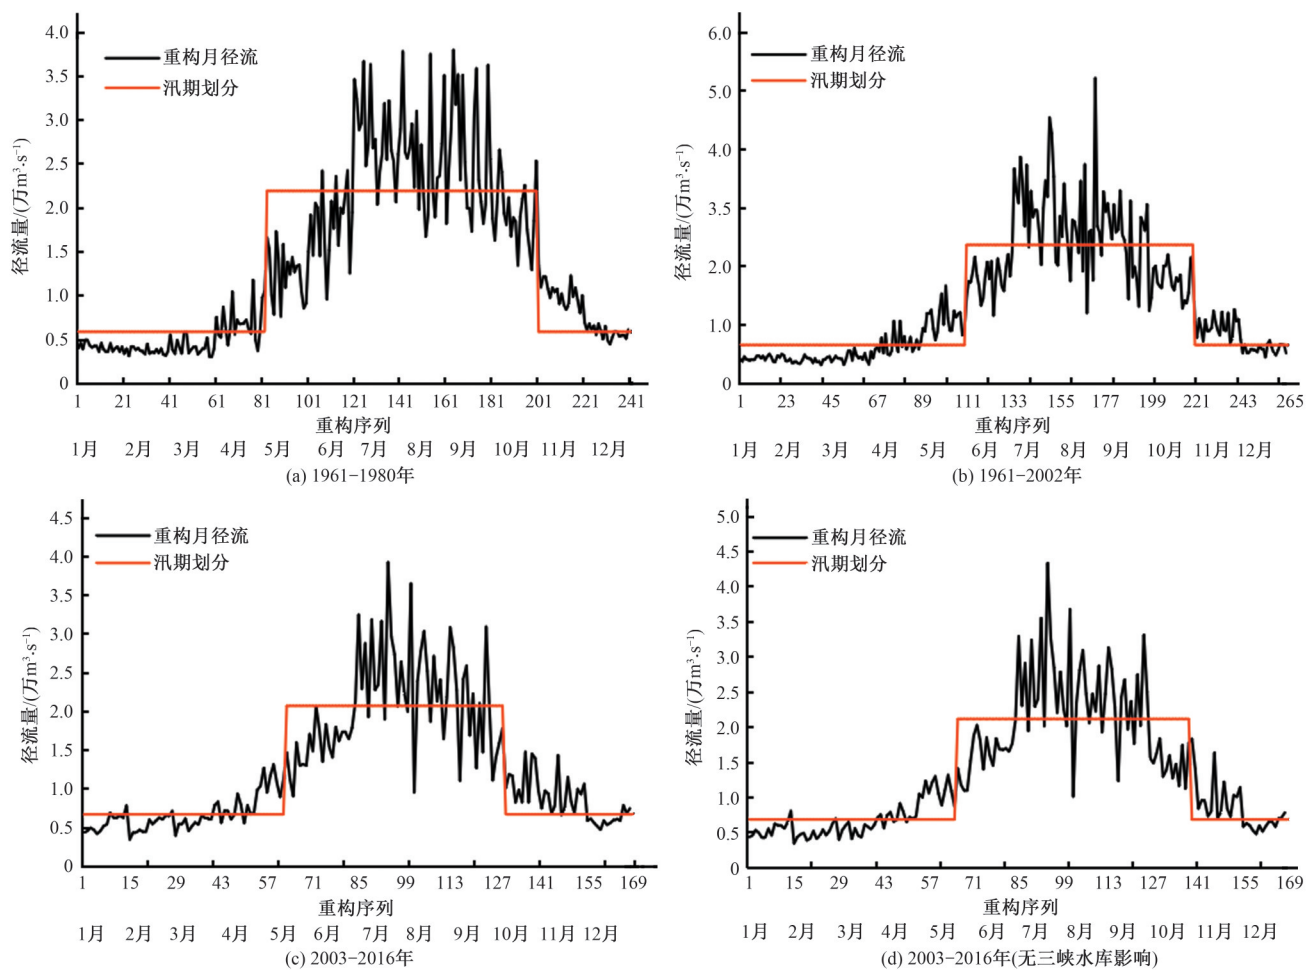 重构月径流
汛期划分
径流量/(万m³·s⁻¹)
4.0
3.5
3.0
2.5
2.0
1.5
1.0
0.5
0
1 21 41 61 81 101 121 141 161 181 201 221 241
重构序列
1月 2月 3月 4月 5月 6月 7月 8月 9月 10月 11月 12月
(a) 1961-1980年
重构月径流
汛期划分
径流量/(万m³·s⁻¹)
6.0
5.0
4.0
3.5
2.0
1.0
0
1 23 45 67 89 111 133 155 177 199 221 243 265
重构序列
1月 2月 3月 4月 5月 6月 7月 8月 9月 10月 11月 12月
(b) 1961-2002年
重构月径流
汛期划分
径流量/(万m³·s⁻¹)
4.5
4.0
3.5
3.0
2.5
2.0
1.5
1.0
0.5
0
1 15 29 43 57 71 85 99 113 127 141 155 169
重构序列
1月 2月 3月 4月 5月 6月 7月 8月 9月 10月 11月 12月
(c) 2003-2016年
重构月径流
汛期划分
径流量/(万m³·s⁻¹)
5.0
4.5
4.0
3.5
3.0
2.5
2.0
1.5
1.0
0.5
0
1 15 29 43 57 71 85 99 113 127 141 155 169
重构序列
1月 2月 3月 4月 5月 6月 7月 8月 9月 10月 11月 12月
(d) 2003-2016年(无三峡水库影响)